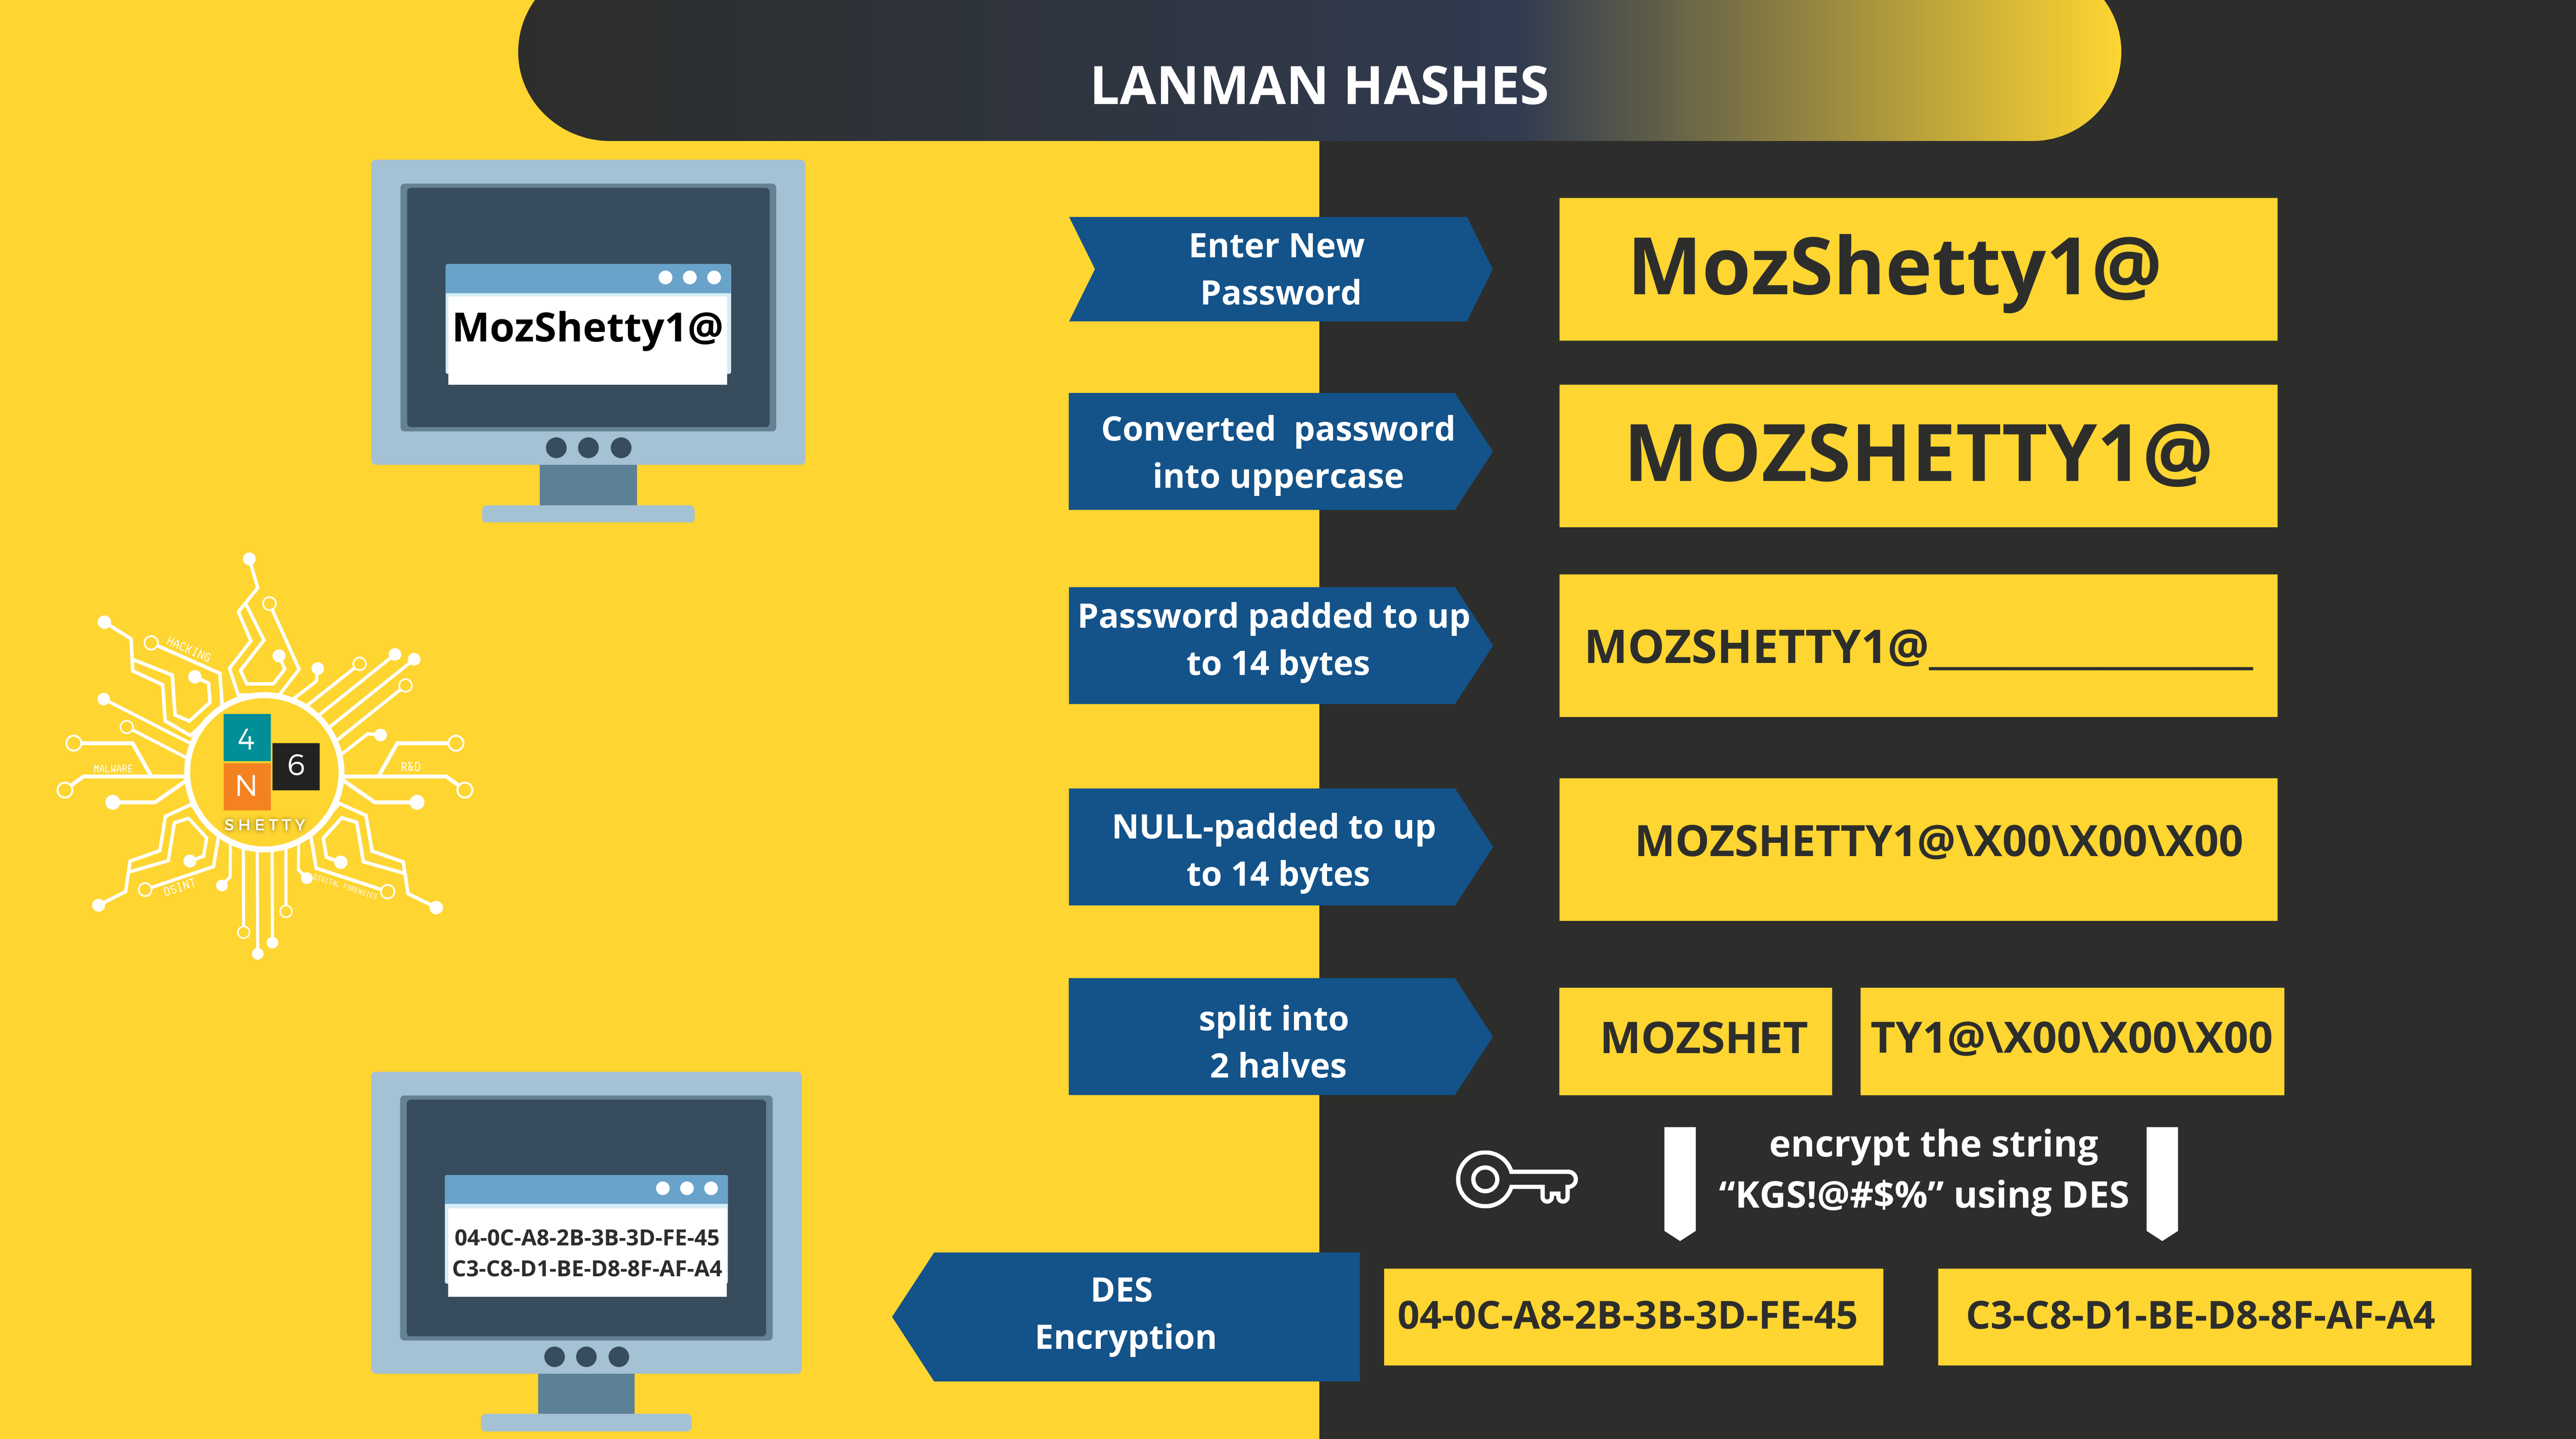 LANMAN HASHES
MozShetty1@
Enter New
Password
MozShetty1@
Converted  password
into uppercase
MOZSHETTY1@
Password padded to up
to 14 bytes
MOZSHETTY1@_______________
NULL-padded to up
to 14 bytes
MOZSHETTY1@\X00\X00\X00
split into
2 halves
MOZSHET
TY1@\X00\X00\X00
encrypt the string
“KGS!@#$%” using DES
DES
Encryption
04-0C-A8-2B-3B-3D-FE-45
C3-C8-D1-BE-D8-8F-AF-A4
04-0C-A8-2B-3B-3D-FE-45
C3-C8-D1-BE-D8-8F-AF-A4
HACKING
MALWARE
R&D
4
N
6
SHETTY
OSINT
DIGITAL-FORENSICS